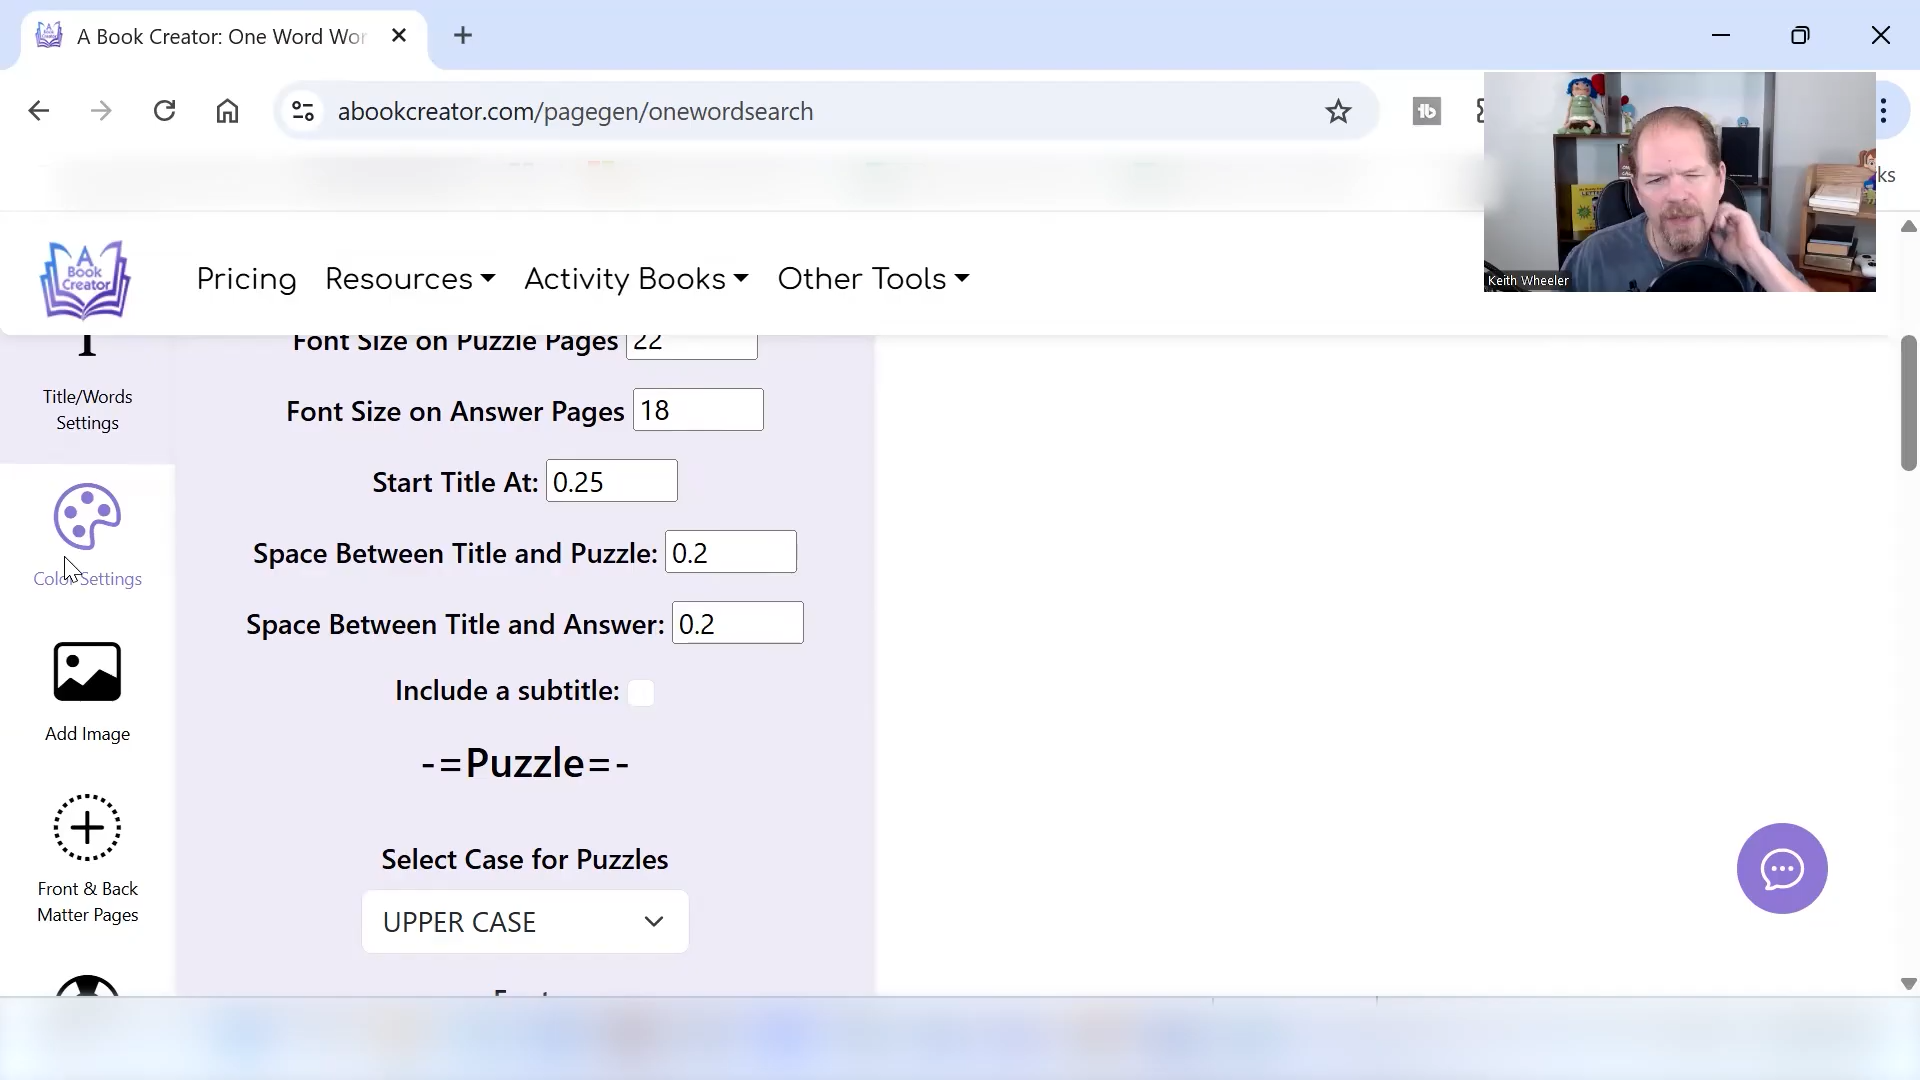 A Book Creator: One Word Wor
abookcreator.com/pagegen/onewordsearch
Keith Wheeler
A Book Creator
Pricing
Resources
Activity Books
Other Tools
Font Size on Puzzle Pages 22
Title/Words
Settings
Font Size on Answer Pages 18
Start Title At: 0.25
Color Settings
Space Between Title and Puzzle: 0.2
Space Between Title and Answer: 0.2
Include a subtitle:
Add Image
-=Puzzle=-
Front & Back
Matter Pages
Select Case for Puzzles
UPPER CASE